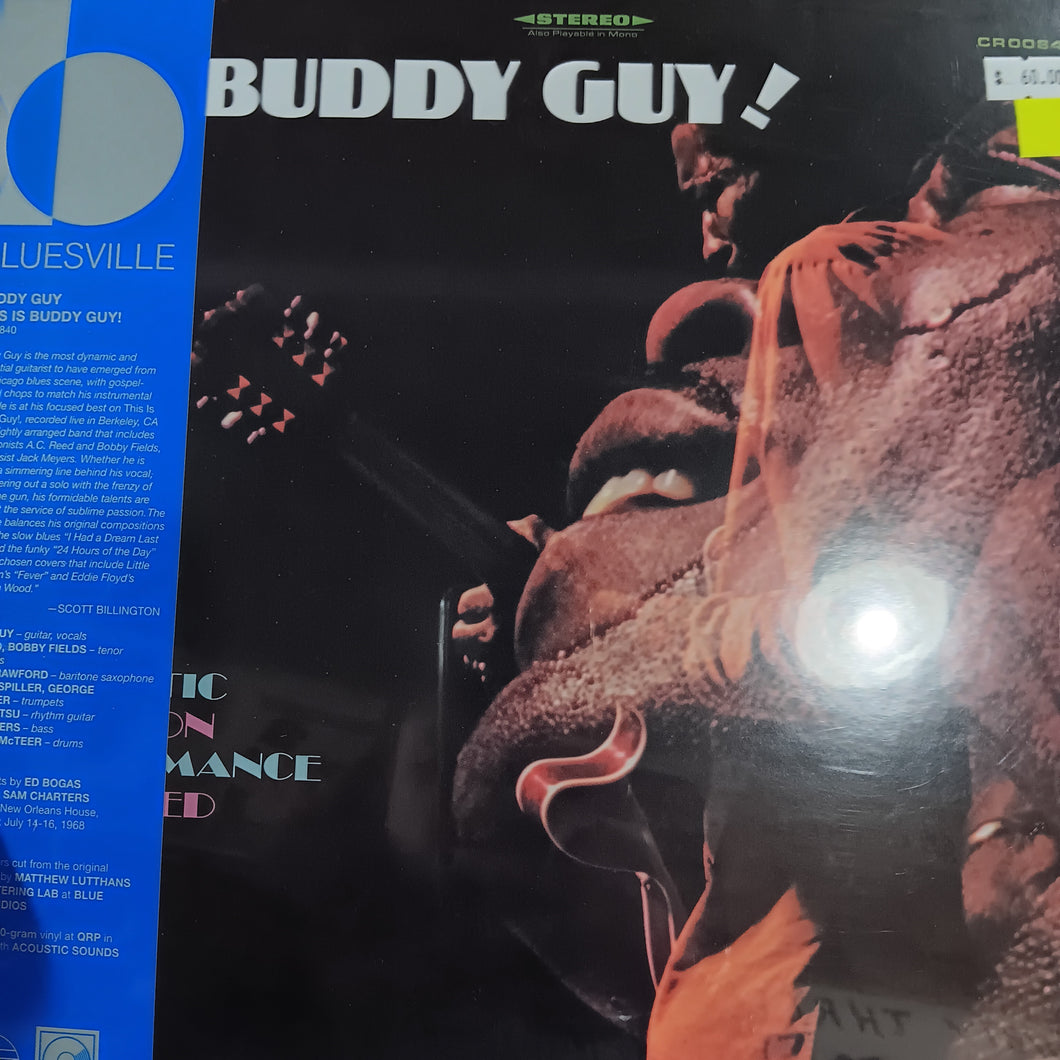 STEREO
Also Playable in Mono
CR0084
$ 60.00
BUDDY GUY!
LUESVILLE
DDY GUY
S IS BUDDY GUY!
840
Guy is the most dynamic and
tial guitarist to have emerged from
icago blues scene, with gospel-
chops to match his instrumental
e is at his focused best on This Is
Guy!, recorded live in Berkeley, CA
ightly arranged band that includes
onists A.C. Reed and Bobby Fields,
sist Jack Meyers. Whether he is
a simmering line behind his vocal,
ering out a solo with the frenzy of
e gun, his formidable talents are
t the service of sublime passion. The
balances his original compositions
he slow blues "I Had a Dream Last
d the funky "24 Hours of the Day"
chosen covers that include Little
n's "Fever" and Eddie Floyd's
Wood."
—SCOTT BILLINGTON
UY – guitar, vocals
, BOBBY FIELDS – tenor
s
RAWFORD – baritone saxophone
SPILLER, GEORGE
ER – trumpets
TSU – rhythm guitar
ERS – bass
McTEER – drums
TIC
ON
MANCE
ED
ts by ED BOGAS
SAM CHARTERS
New Orleans House,
July 14-16, 1968
rs cut from the original
by MATTHEW LUTTHANS
TERING LAB at BLUE
DIOS
0-gram vinyl at QRP in
th ACOUSTIC SOUNDS